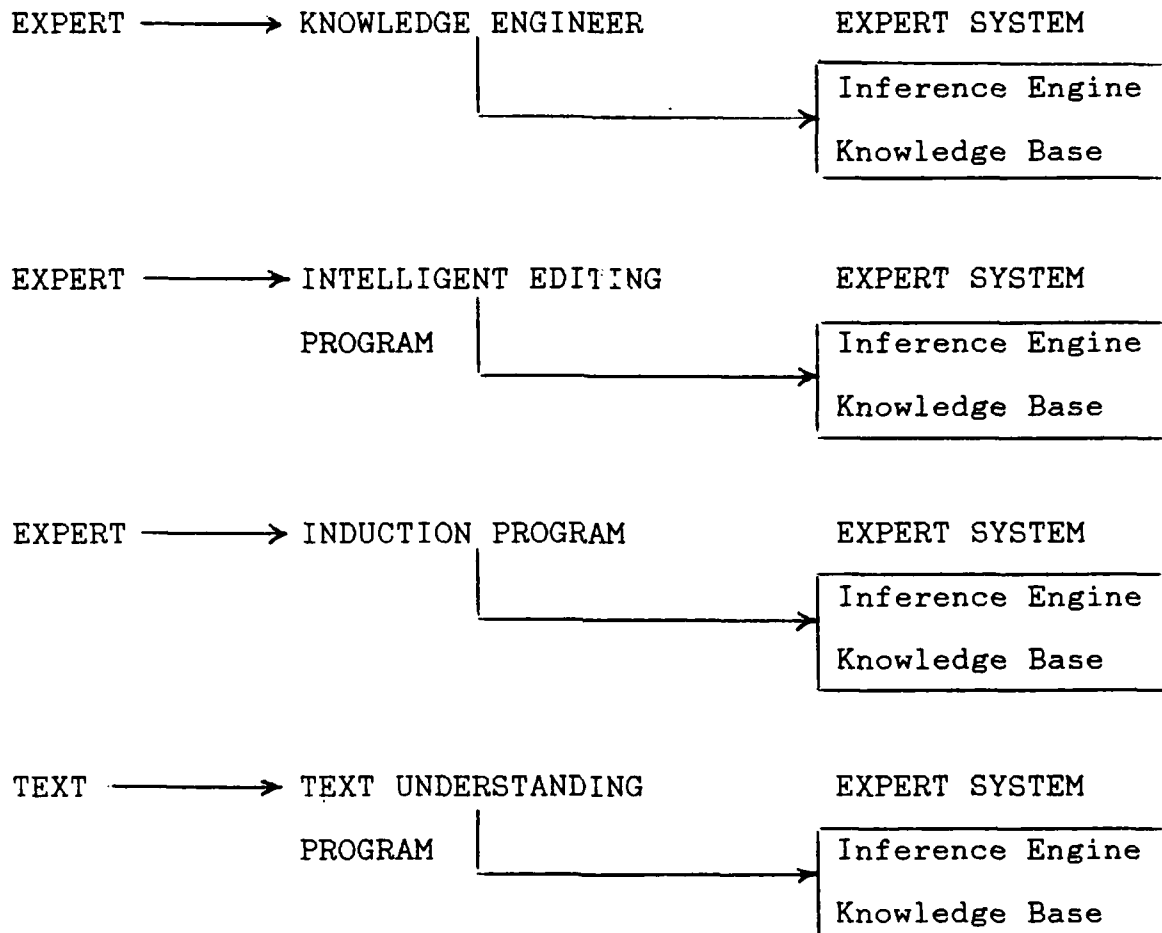 EXPERT KNOWLEDGE ENGINEER EXPERT SYSTEM
Inference Engine
Knowledge Base
EXPERT INTELLIGENT EDITING EXPERT SYSTEM
PROGRAM Inference Engine
Knowledge Base
EXPERT INDUCTION PROGRAM EXPERT SYSTEM
Inference Engine
Knowledge Base
TEXT TEXT UNDERSTANDING EXPERT SYSTEM
PROGRAM Inference Engine
Knowledge Base